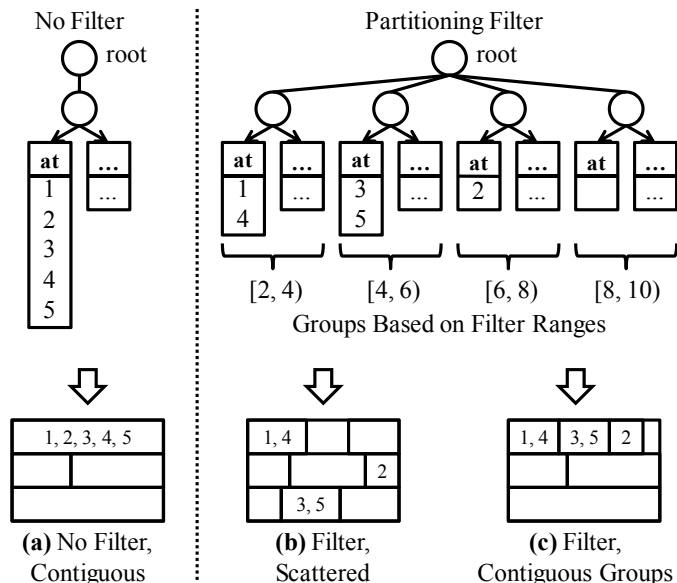 No Filter
root
at ...
1 ...
2
3
4
5
Partitioning Filter
root
at ... at ... at ... at ...
1 ... 3 ... 2 ... ...
4 5
[2, 4) [4, 6) [6, 8) [8, 10)
Groups Based on Filter Ranges
1, 2, 3, 4, 5
(a) No Filter,
Contiguous
1, 4
2
3, 5
(b) Filter,
Scattered
1, 4 3, 5 2
(c) Filter,
Contiguous Groups